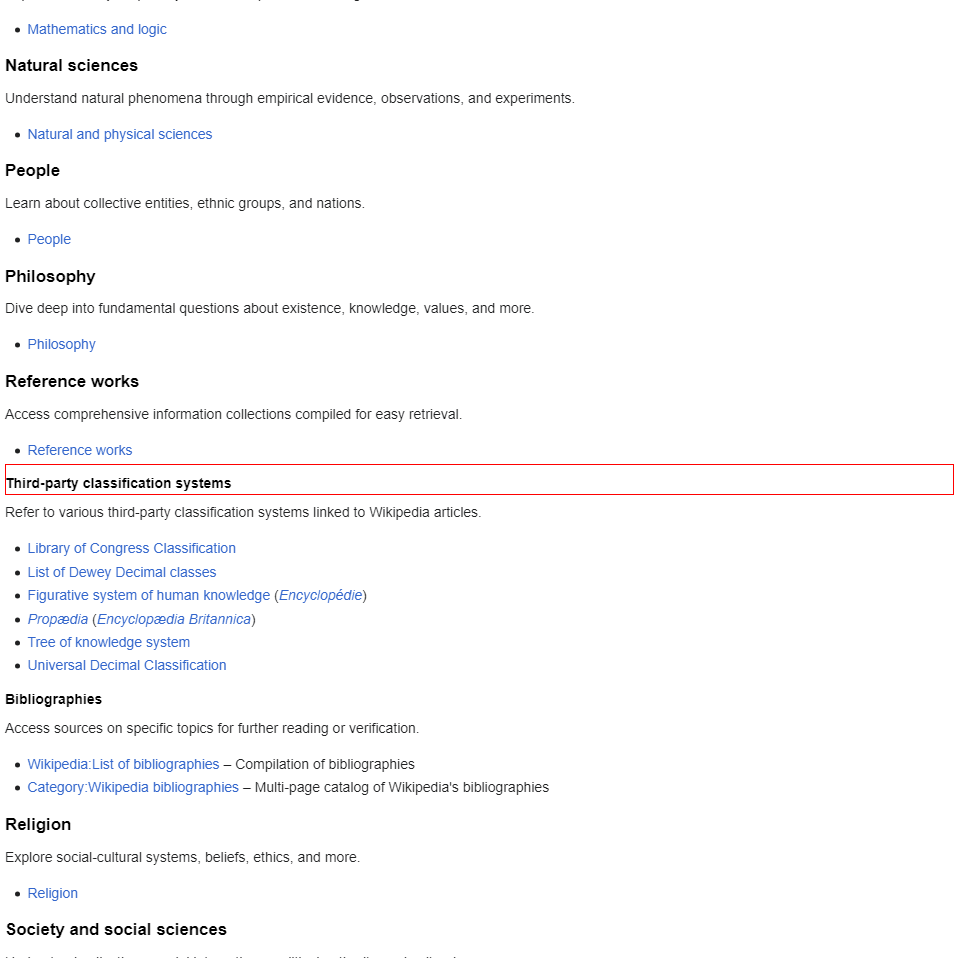 Mathematics and logic
Natural sciences
Understand natural phenomena through empirical evidence, observations, and experiments.
Natural and physical sciences
People
Learn about collective entities, ethnic groups, and nations.
People
Philosophy
Dive deep into fundamental questions about existence, knowledge, values, and more.
Philosophy
Reference works
Access comprehensive information collections compiled for easy retrieval.
Reference works
Third-party classification systems
Refer to various third-party classification systems linked to Wikipedia articles.
Library of Congress Classification
List of Dewey Decimal classes
Figurative system of human knowledge (Encyclopédie)
Propædia (Encyclopædia Britannica)
Tree of knowledge system
Universal Decimal Classification
Bibliographies
Access sources on specific topics for further reading or verification.
Wikipedia:List of bibliographies – Compilation of bibliographies
Category:Wikipedia bibliographies – Multi-page catalog of Wikipedia's bibliographies
Religion
Explore social-cultural systems, beliefs, ethics, and more.
Religion
Society and social sciences